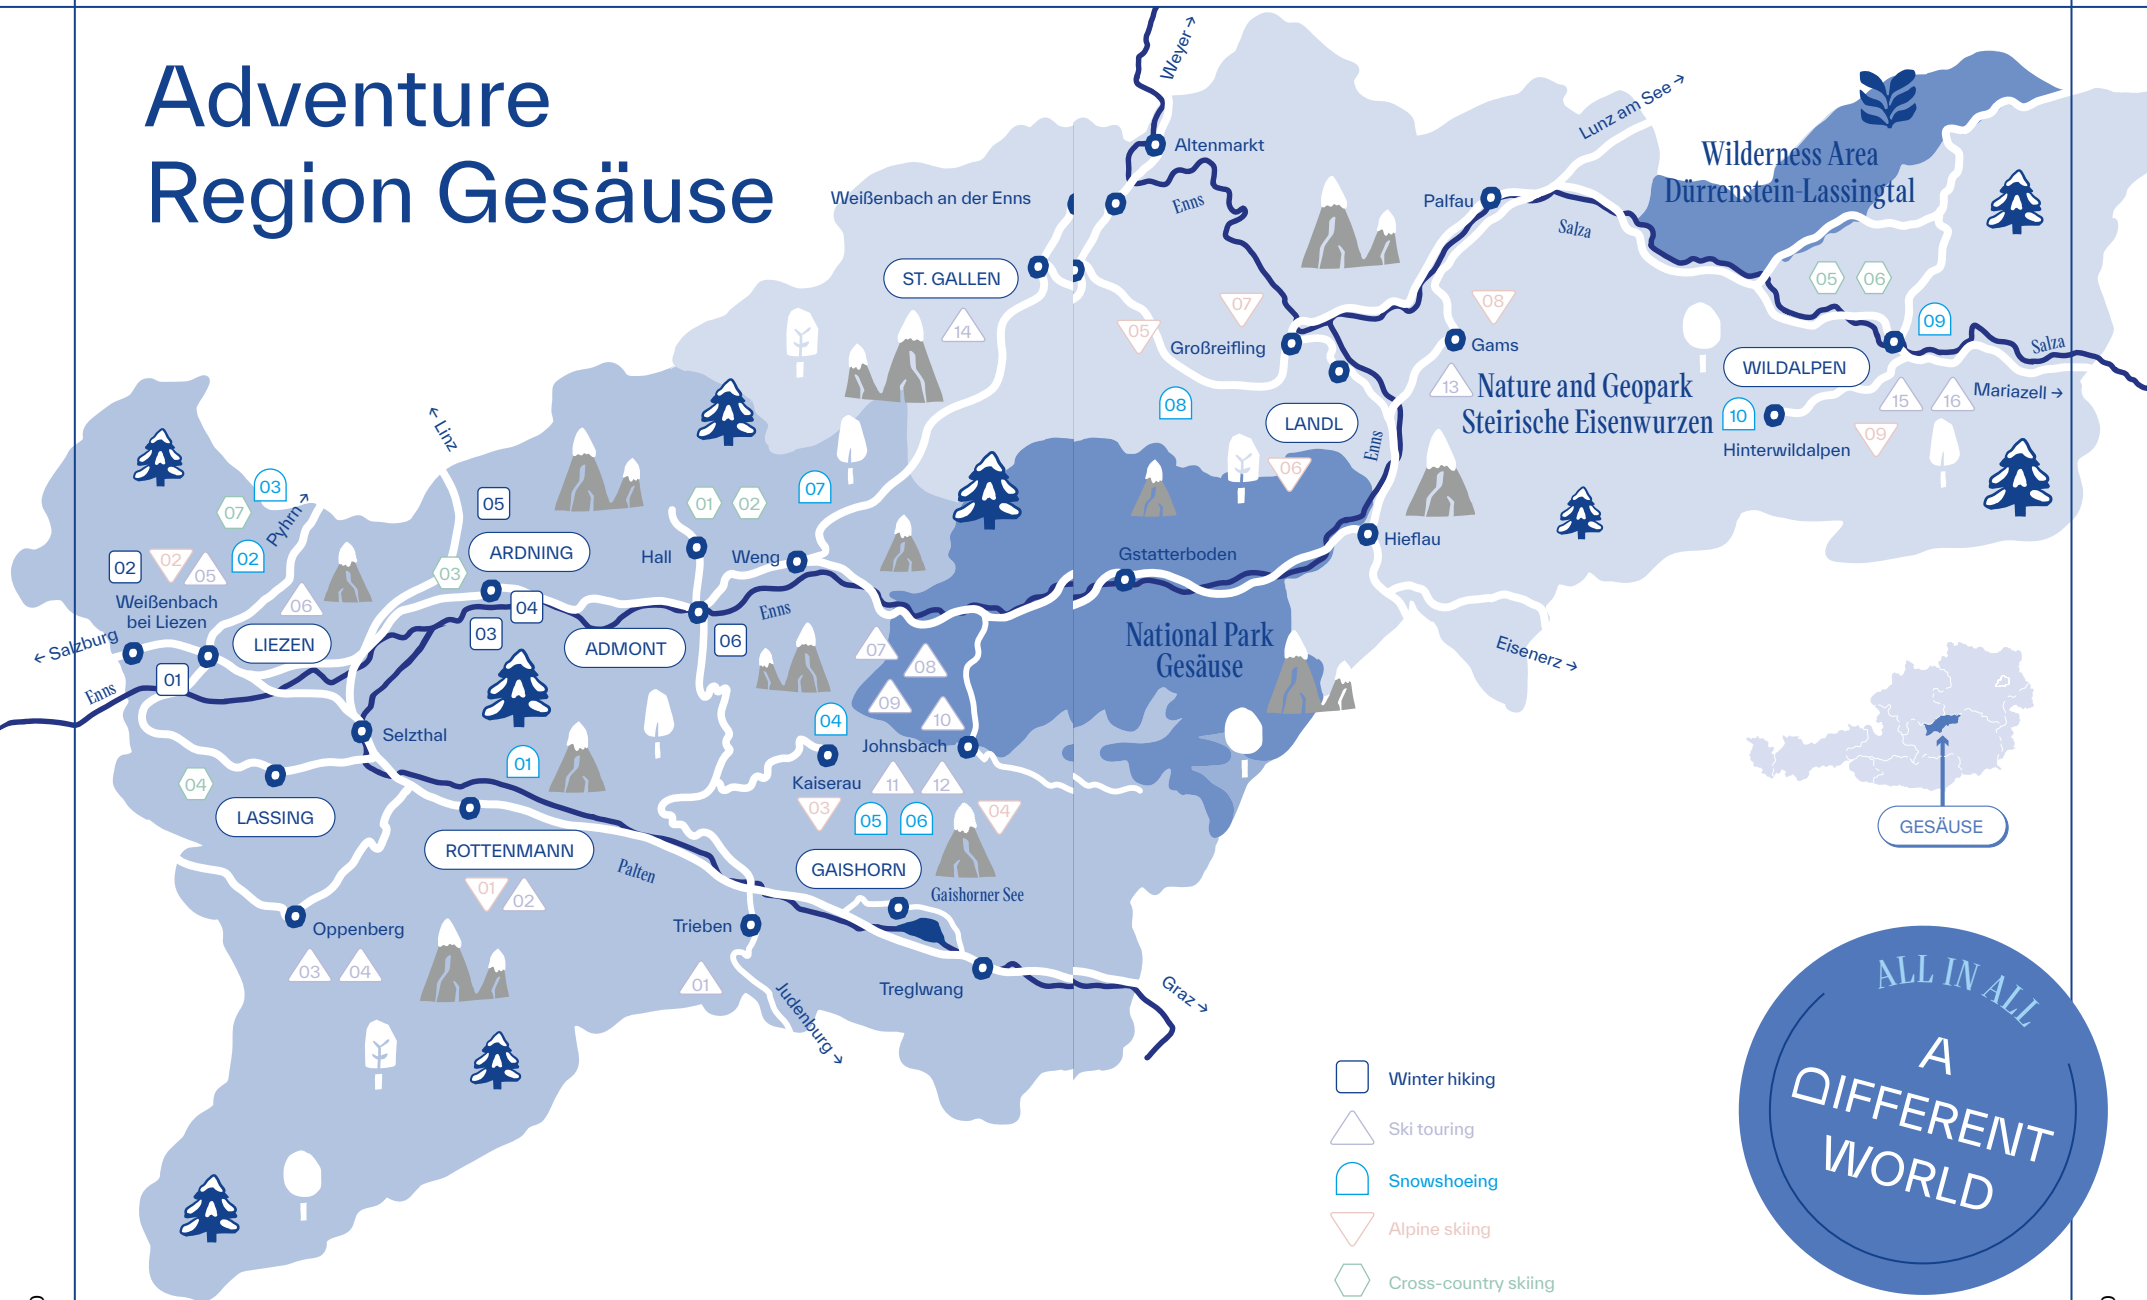 Adventure
Region Gesäuse
Weyer →
Altenmarkt
Weißenbach an der Enns
Enns
Palfau
Lunz am See →
Salza
Wilderness Area
Dürrenstein-Lassingtal
ST. GALLEN
14
05
07
08
05
06
09
Großreifling
Gams
Salza
WILDALPEN
13
Nature and Geopark
Steirische Eisenwurzen
08
LANDL
10
15
16
Mariazell →
09
Hinterwildalpen
← Linz
Enns
06
03
07
Pyhrn →
05
01
02
07
02
02
05
02
ARDNING
Hall
Weng
Gstatterboden
Hieflau
03
06
Weißenbach
bei Liezen
04
03
Enns
← Salzburg
LIEZEN
ADMONT
06
07
08
National Park
Gesäuse
Eisenerz →
01
Enns
09
10
04
Selzthal
Johnsbach
01
Kaiserau
11
12
04
03
05
06
04
LASSING
ROTTENMANN
GAISHORN
GESÄUSE
Palten
01
02
Gaishorner See
Oppenberg
Trieben
03
04
01
Treglwang
Judenburg →
Graz →
ALL IN ALL
A
DIFFERENT
WORLD
Winter hiking
Ski touring
Snowshoeing
Alpine skiing
Cross-country skiing